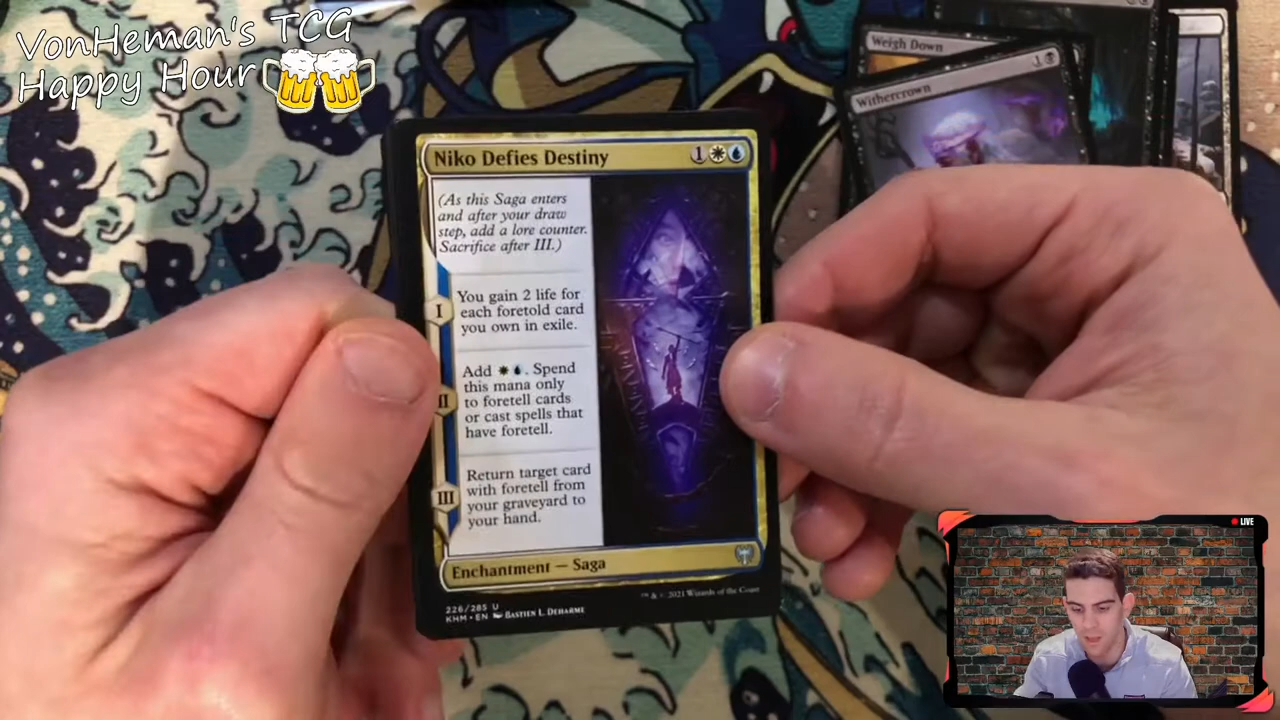 VonHeman's TCG
Happy Hour
Weigh Down
1
Withercrown
Niko Defies Destiny
1
(As this Saga enters
and after your draw
step, add a lore counter.
Sacrifice after III.)
I
You gain 2 life for
each foretold card
you own in exile.
II
Add . Spend
this mana only
to foretell cards
or cast spells that
have foretell.
III
Return target card
with foretell from
your graveyard to
your hand.
Enchantment — Saga
226/285 U
KHM • EN Bastien L. Deharme
™ & © 2021 Wizards of the Coast
LIVE